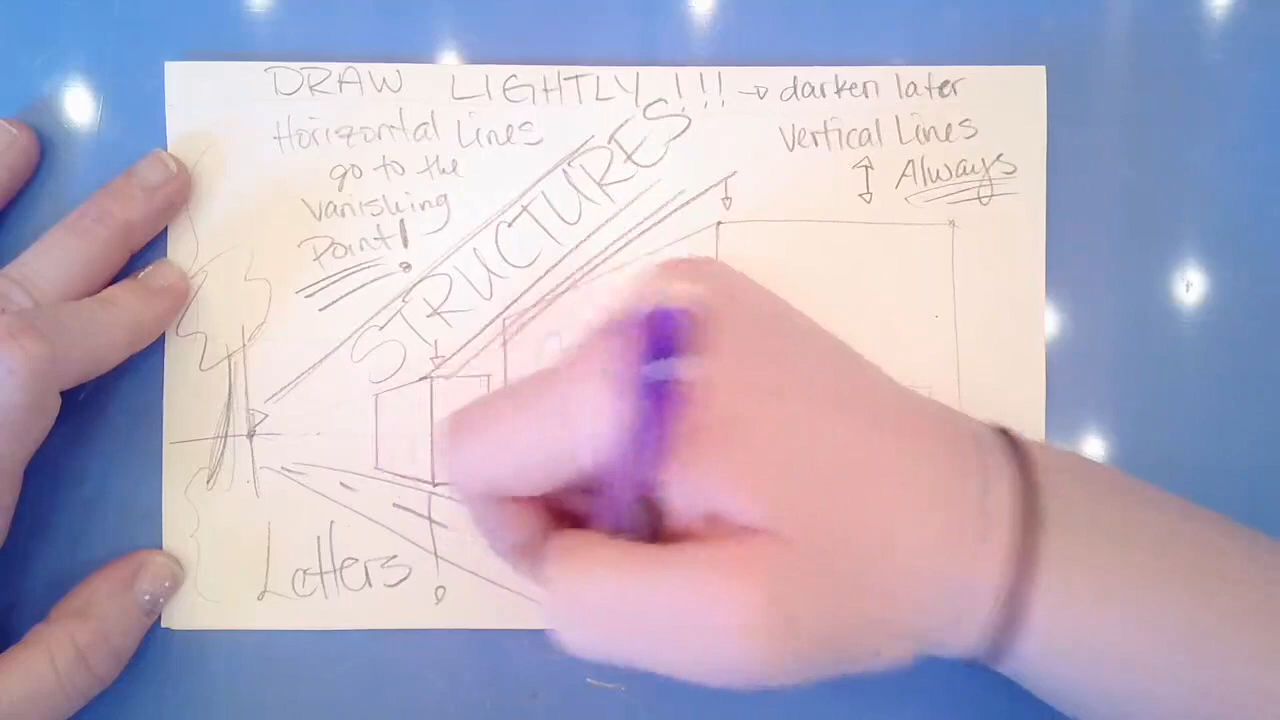 DRAW LIGHTLY!!! → darken later
Horizontal Lines
go to the
Vanishing
Point!
Vertical Lines
↕ Always
STRUCTURES
Letters